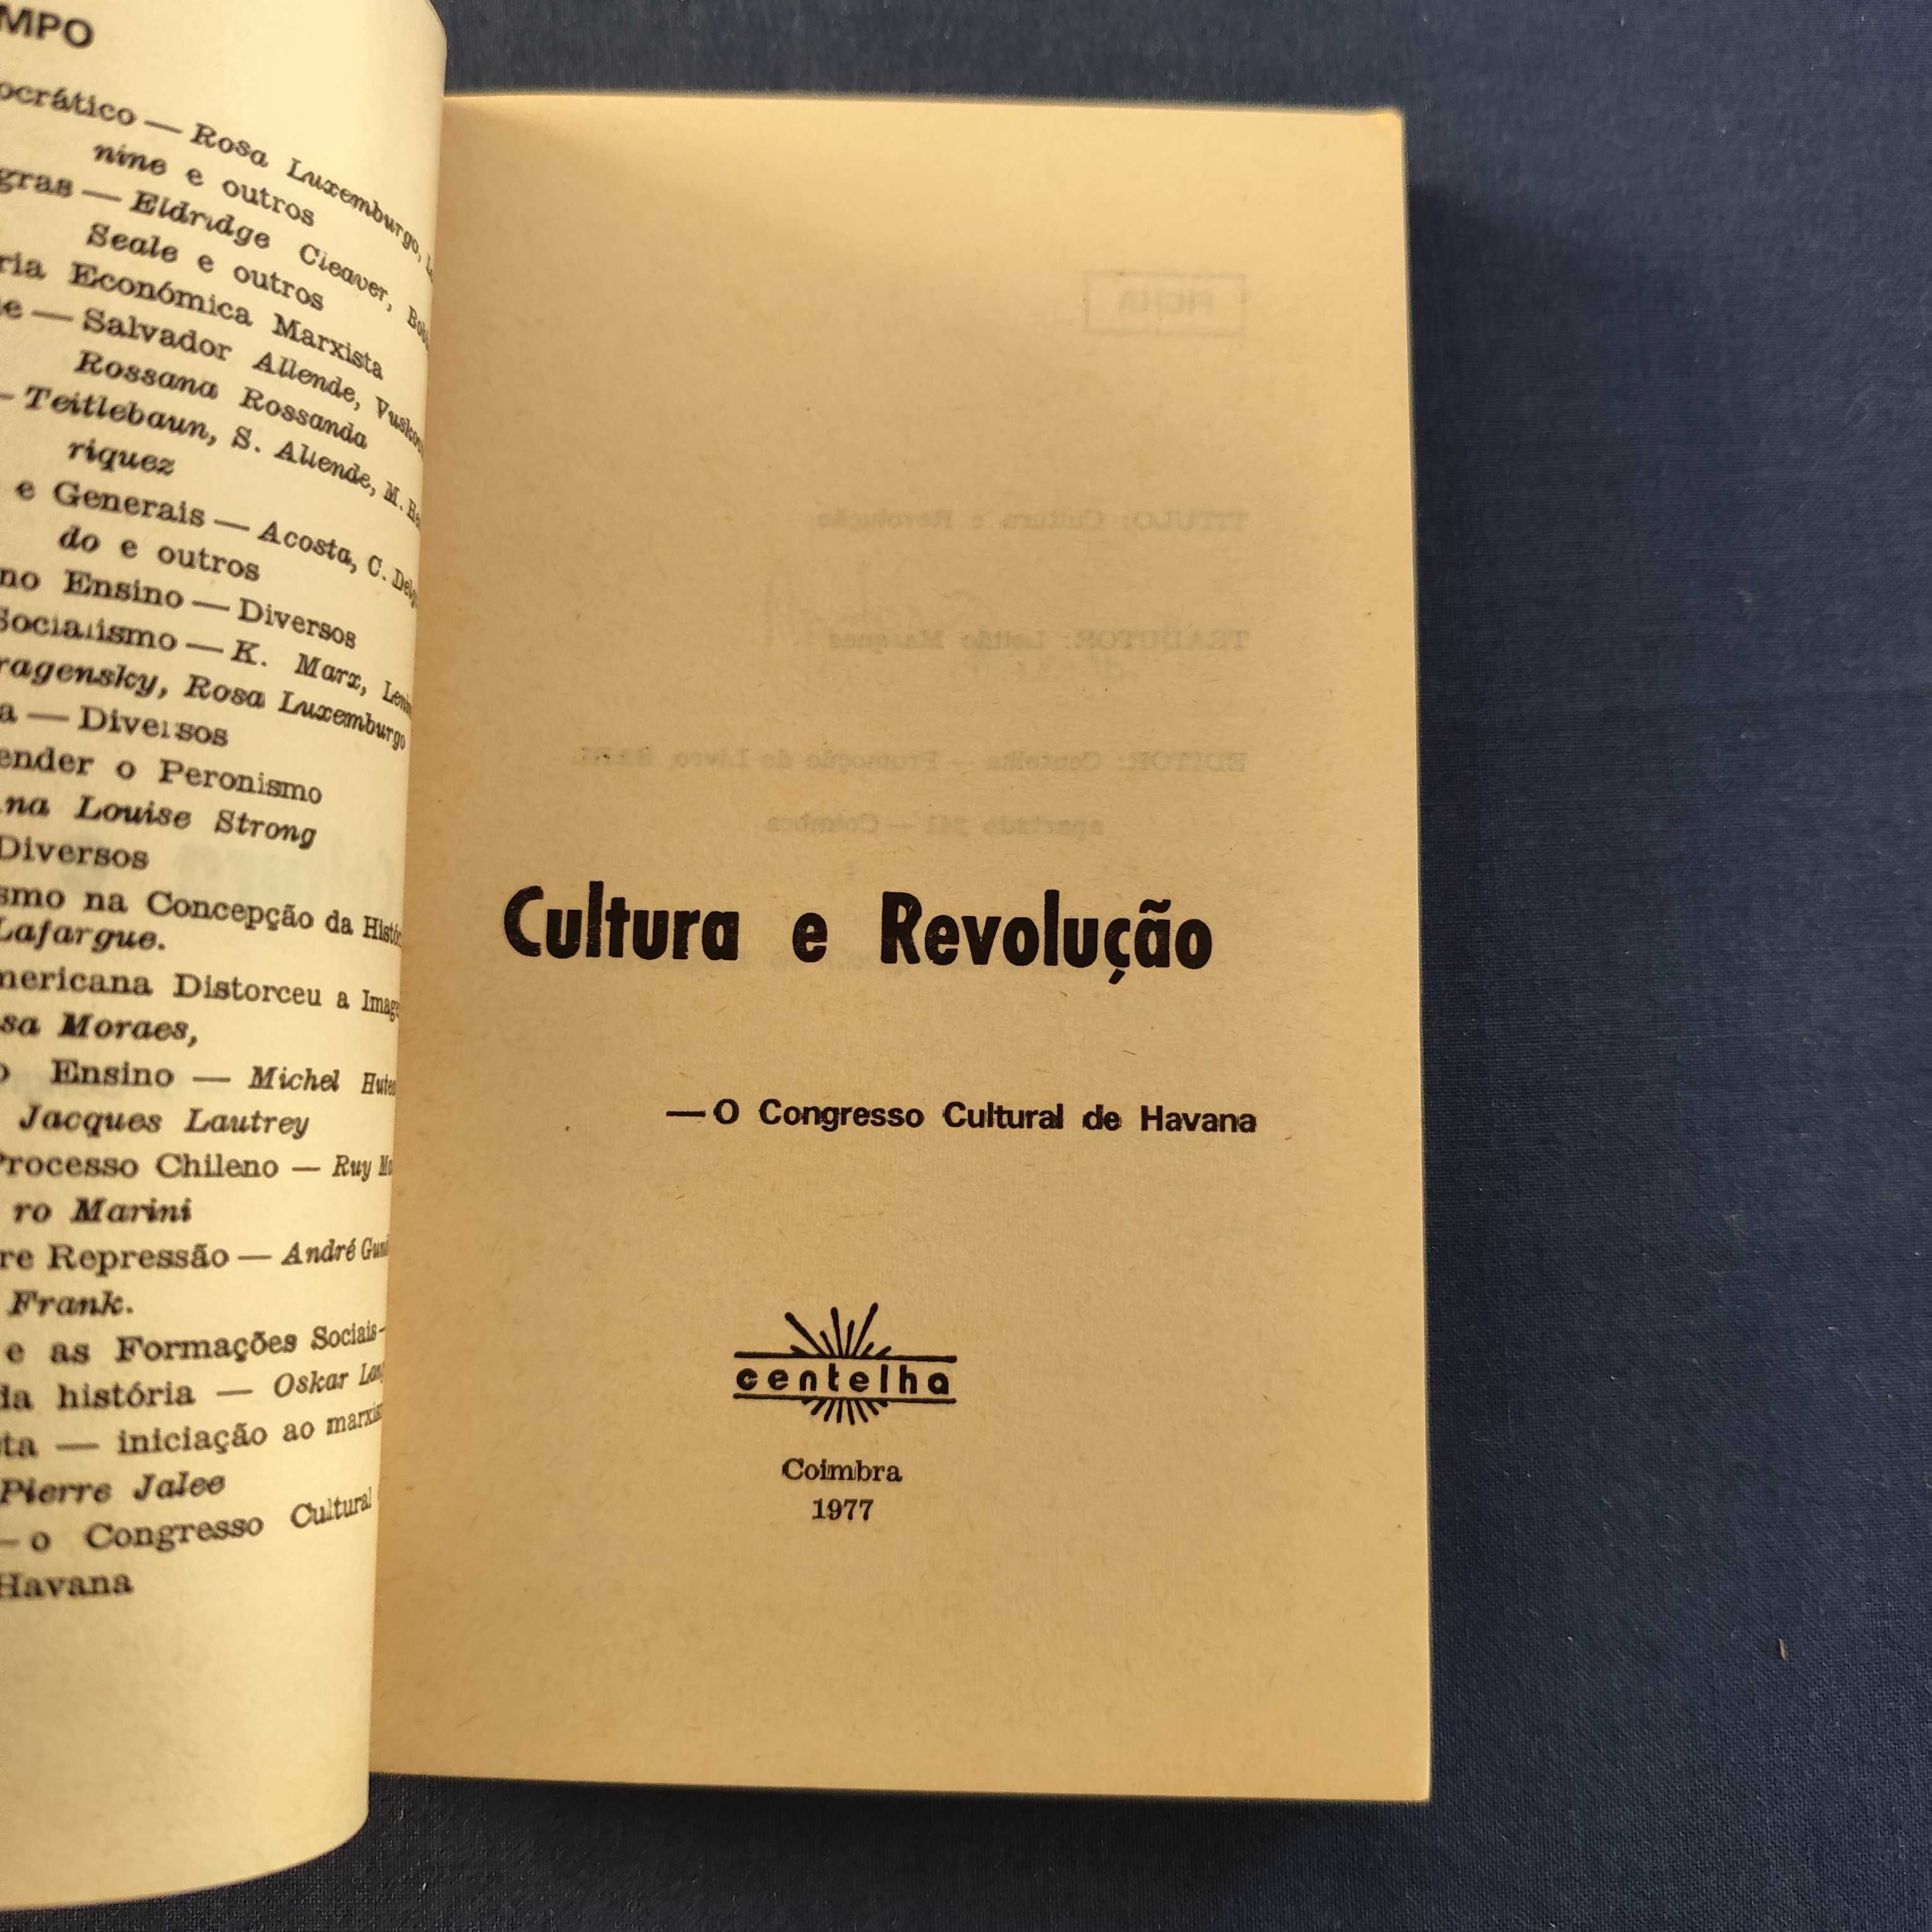 MPO
ocrático — Rosa Luxemburgo,
nine e outros
gras — Eldridge Cleaver,
Seale e outros
ria Económica Marxista
e — Salvador Allende,
Rossana Rossanda
— Teitlebaun, S. Allende, M.
riquez
e Generais — Acosta, C.
do e outros
no Ensino — Diversos
Socialismo — K. Marx,
ragensky, Rosa Luxemburgo
a — Diversos
ender o Peronismo
na Louise Strong
Diversos
smo na Concepção da
Lafargue.
mericana Distorceu a
sa Moraes,
o Ensino — Michel
Jacques Lautrey
Processo Chileno — Ruy
ro Marini
re Repressão — André
Frank.
e as Formações Sociais —
da história — Oskar
ta — iniciação ao
Pierre Jalee
— o Congresso Cultural
Havana
Cultura e Revolução
— O Congresso Cultural de Havana
centelha
Coimbra
1977